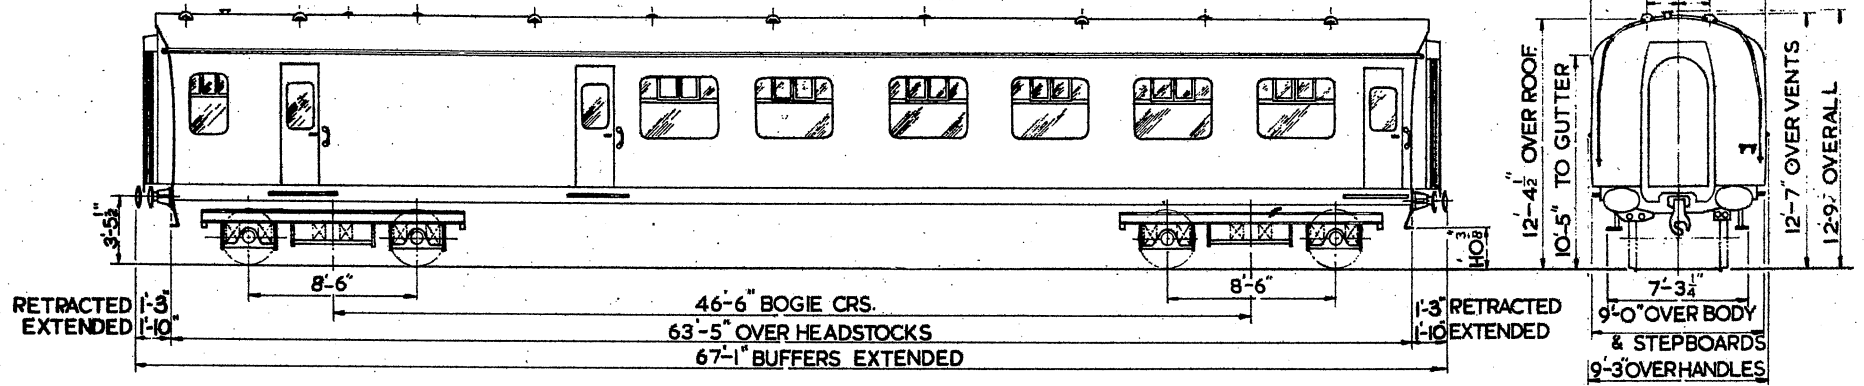 3'-5½"
8'-6"
8'-6"
RETRACTED 1'-3"
EXTENDED 1'-10"
46'-6" BOGIE CRS.
63'-5" OVER HEADSTOCKS
67'-1" BUFFERS EXTENDED
1'-3" RETRACTED
1'-10" EXTENDED
12'-4½" OVER ROOF
10'-5" TO GUTTER
12'-7" OVER VENTS
12'-9" OVERALL
7'-3¼"
9'-0" OVER BODY
& STEPBOARDS
9'-3" OVER HANDLES